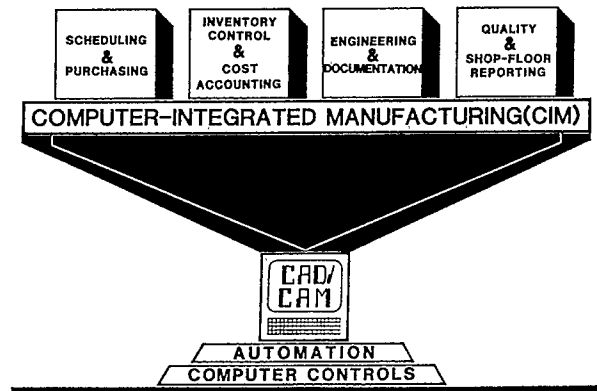 SCHEDULING
&
PURCHASING
INVENTORY
CONTROL
&
COST
ACCOUNTING
ENGINEERING
&
DOCUMENTATION
QUALITY
&
SHOP-FLOOR
REPORTING
COMPUTER-INTEGRATED MANUFACTURING(CIM)
CAD/
CAM
AUTOMATION
COMPUTER CONTROLS